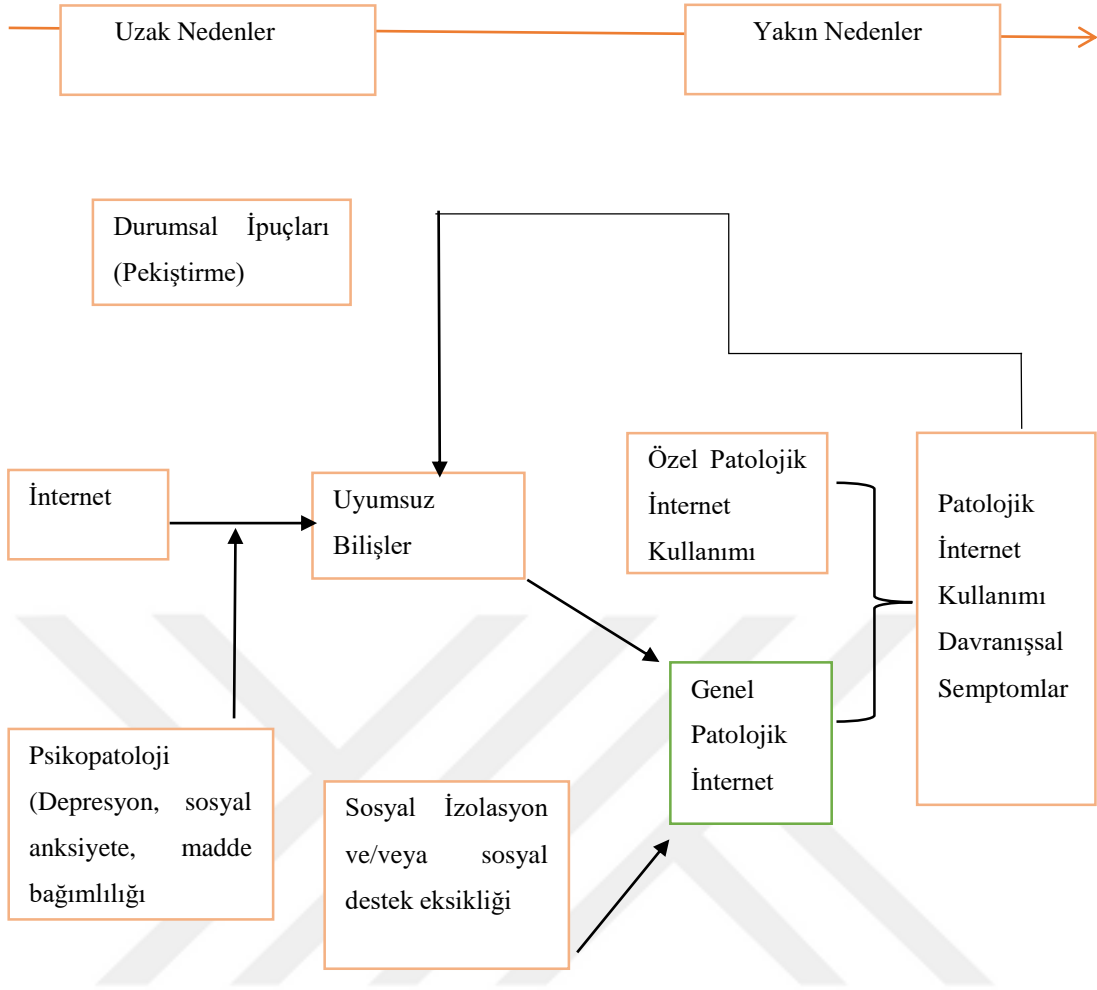 Uzak Nedenler
Yakın Nedenler
Durumsal İpuçları
(Pekiştirme)
İnternet
Uyumsuz
Bilişler
Özel Patolojik
İnternet
Kullanımı
Patolojik
İnternet
Kullanımı
Davranışsal
Semptomlar
Genel
Patolojik
İnternet
Psikopatoloji
(Depresyon, sosyal
anksiyete, madde
bağımlılığı
Sosyal İzolasyon
ve/veya sosyal
destek eksikliği